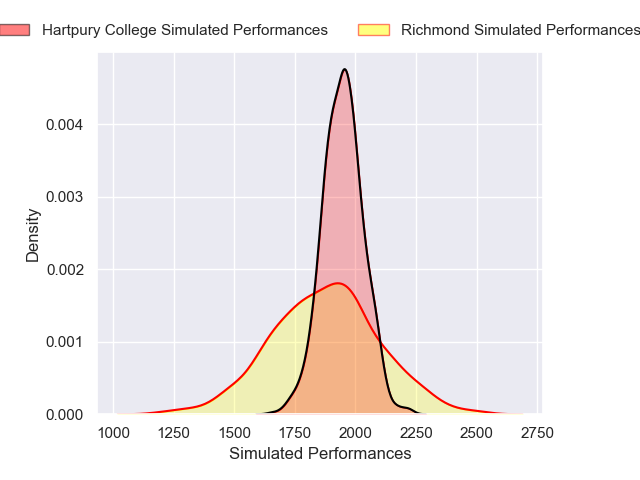 Hartpury College Simulated Performances
Richmond Simulated Performances
0.004
0.003
0.002
0.001
0.000
Density
1000 1250 1500 1750 2000 2250 2500 2750
Simulated Performances